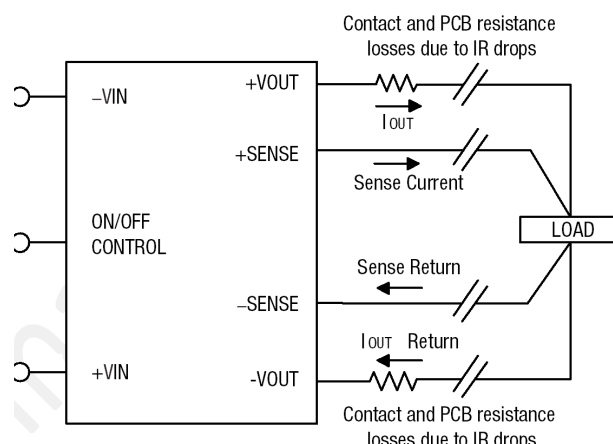 Contact and PCB resistance
losses due to IR drops
+VOUT
–VIN
IOUT
+SENSE
Sense Current
ON/OFF
CONTROL
LOAD
Sense Return
–SENSE
IOUT Return
+VIN
-VOUT
Contact and PCB resistance
losses due to IR drops